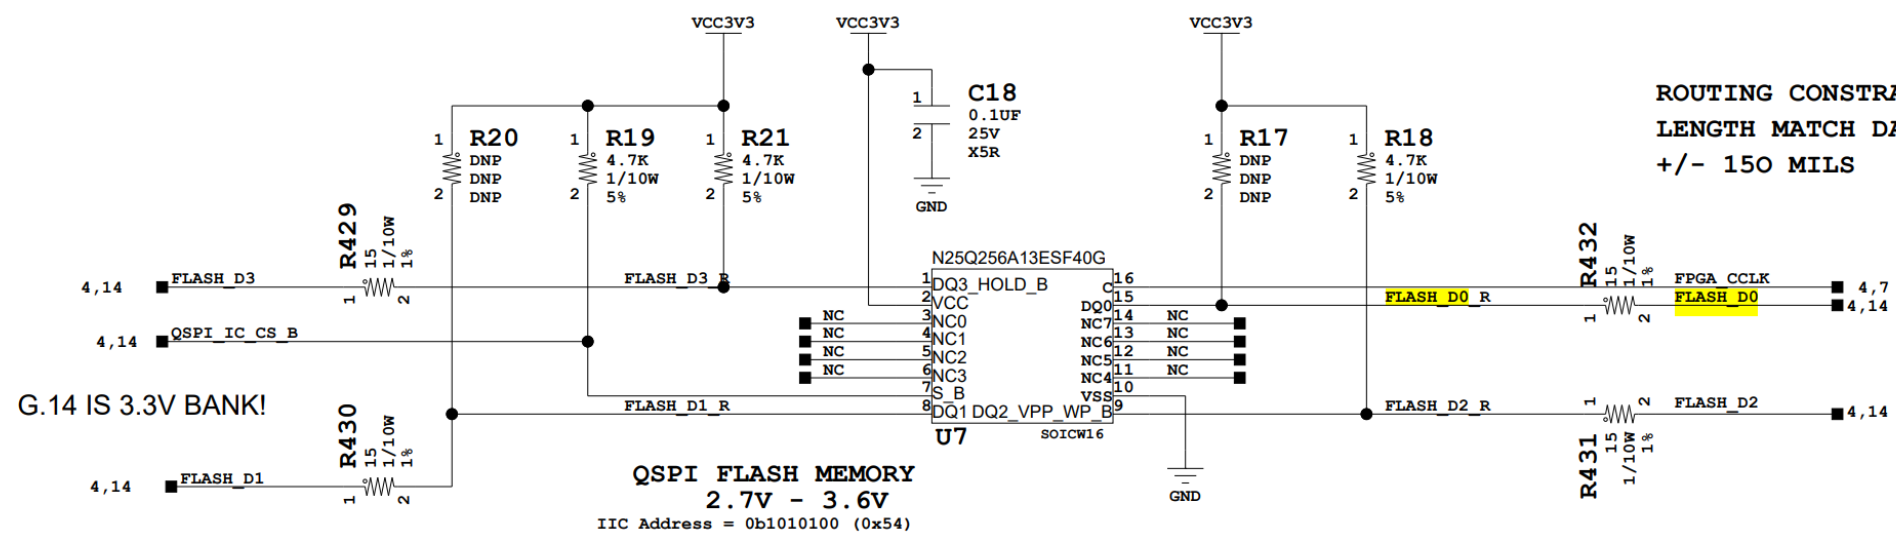 VCC3V3
VCC3V3
VCC3V3
ROUTING CONSTRA
LENGTH MATCH DA
+/- 150 MILS
1
R20
DNP
DNP
DNP
2
1
R19
4.7K
1/10W
5%
2
1
R21
4.7K
1/10W
5%
2
1
C18
0.1UF
25V
X5R
2
GND
1
R17
DNP
DNP
DNP
2
1
R18
4.7K
1/10W
5%
2
R429
15
1/10W
1%
1
2
4,14
FLASH_D3
FLASH_D3_R
4,14
QSPI_IC_CS_B
G.14 IS 3.3V BANK!
R430
15
1/10W
1%
1
2
4,14
FLASH_D1
FLASH_D1_R
NC
NC
NC
NC
N25Q256A13ESF40G
1
DQ3_HOLD_B
2
VCC
3
NC0
4
NC1
5
NC2
6
NC3
7
S_B
8
DQ1
16
C
15
DQ0
14
NC7
13
NC6
12
NC5
11
NC4
10
VSS
9
DQ2_VPP_WP_B
U7
SOICW16
NC
NC
NC
NC
GND
R432
15
1/10W
1%
1
2
FPGA_CCLK
4,7
FLASH_D0_R
FLASH_D0
4,14
FLASH_D2_R
1
2
FLASH_D2
4,14
R431
15
1/10W
1%
QSPI FLASH MEMORY
2.7V - 3.6V
IIC Address = 0b1010100 (0x54)